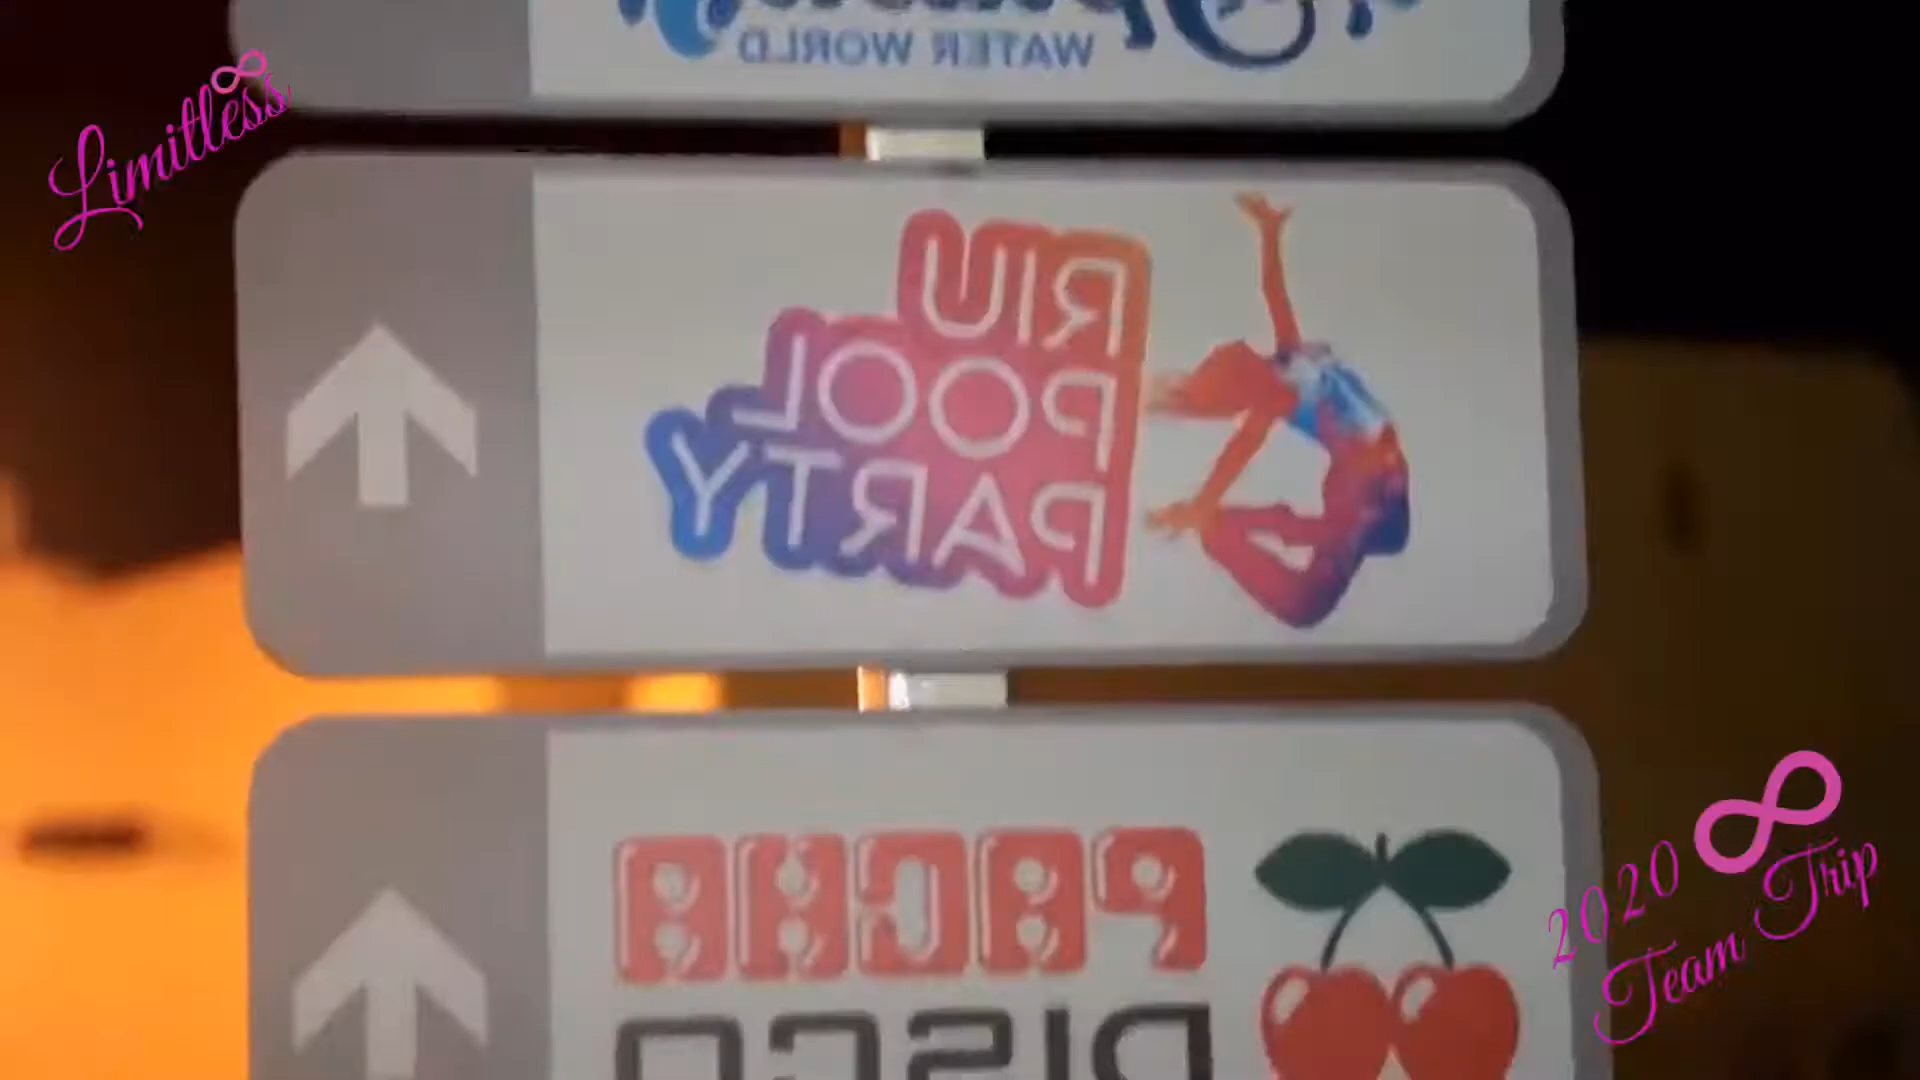 WATER WORLD
Limitless
RIU
POOL
PARTY
PACHA
DISCO
2020
Team Trip